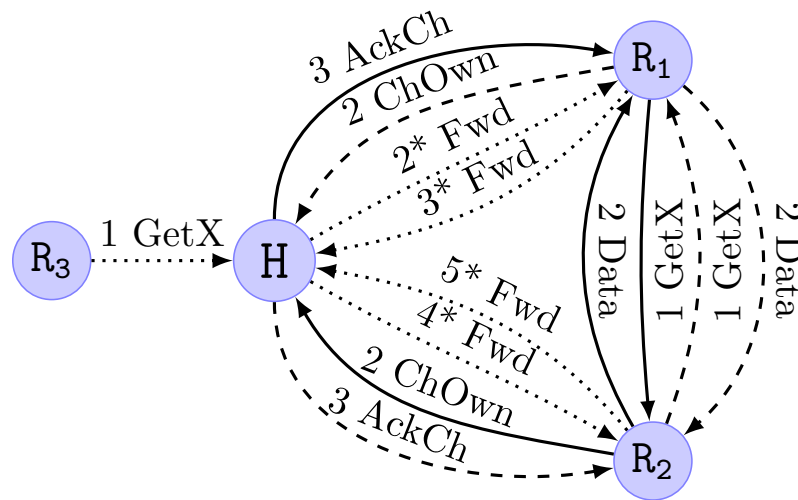 3 AckCh
R1
2 ChOwn
2* Fwd
3* Fwd
1 GetX
R3
H
2 Data
1 GetX
1 GetX
2 Data
5* Fwd
4* Fwd
2 ChOwn
3 AckCh
R2